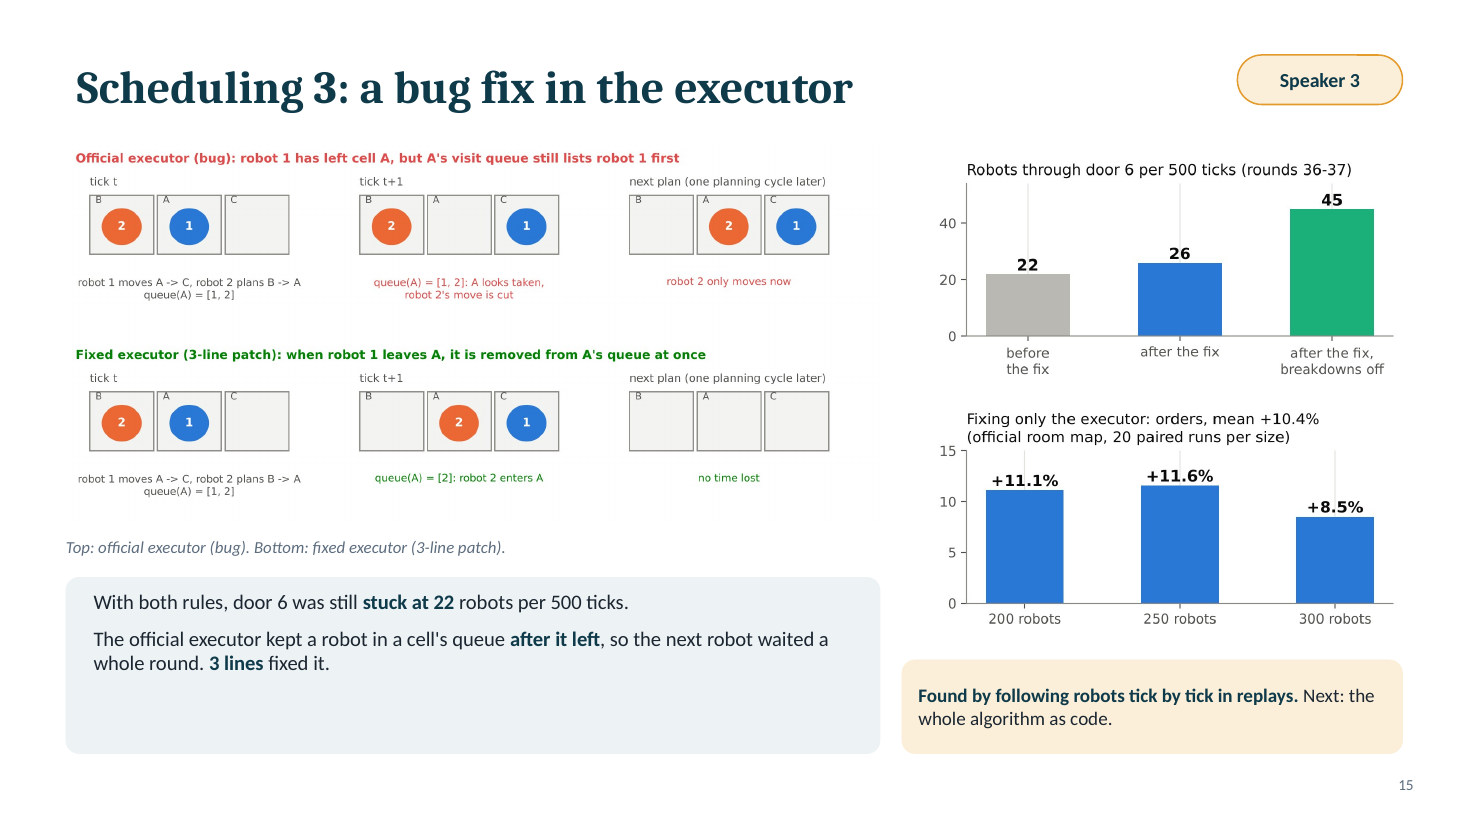 Scheduling 3: a bug fix in the executor
Speaker 3
Official executor (bug): robot 1 has left cell A, but A's visit queue still lists robot 1 first
tick t
B A C
2 1
robot 1 moves A -> C, robot 2 plans B -> A
queue(A) = [1, 2]
tick t+1
B A C
2 1
queue(A) = [1, 2]: A looks taken,
robot 2's move is cut
next plan (one planning cycle later)
B A C
2 1
robot 2 only moves now
Fixed executor (3-line patch): when robot 1 leaves A, it is removed from A's queue at once
tick t
B A C
2 1
robot 1 moves A -> C, robot 2 plans B -> A
queue(A) = [1, 2]
tick t+1
B A C
2 1
queue(A) = [2]: robot 2 enters A
next plan (one planning cycle later)
B A C
no time lost
Top: official executor (bug). Bottom: fixed executor (3-line patch).
With both rules, door 6 was still stuck at 22 robots per 500 ticks.
The official executor kept a robot in a cell's queue after it left, so the next robot waited a
whole round. 3 lines fixed it.
Robots through door 6 per 500 ticks (rounds 36-37)
40
20
0
22
26
45
before
the fix
after the fix
after the fix,
breakdowns off
Fixing only the executor: orders, mean +10.4%
(official room map, 20 paired runs per size)
15
10
5
0
+11.1%
+11.6%
+8.5%
200 robots
250 robots
300 robots
Found by following robots tick by tick in replays. Next: the
whole algorithm as code.
15